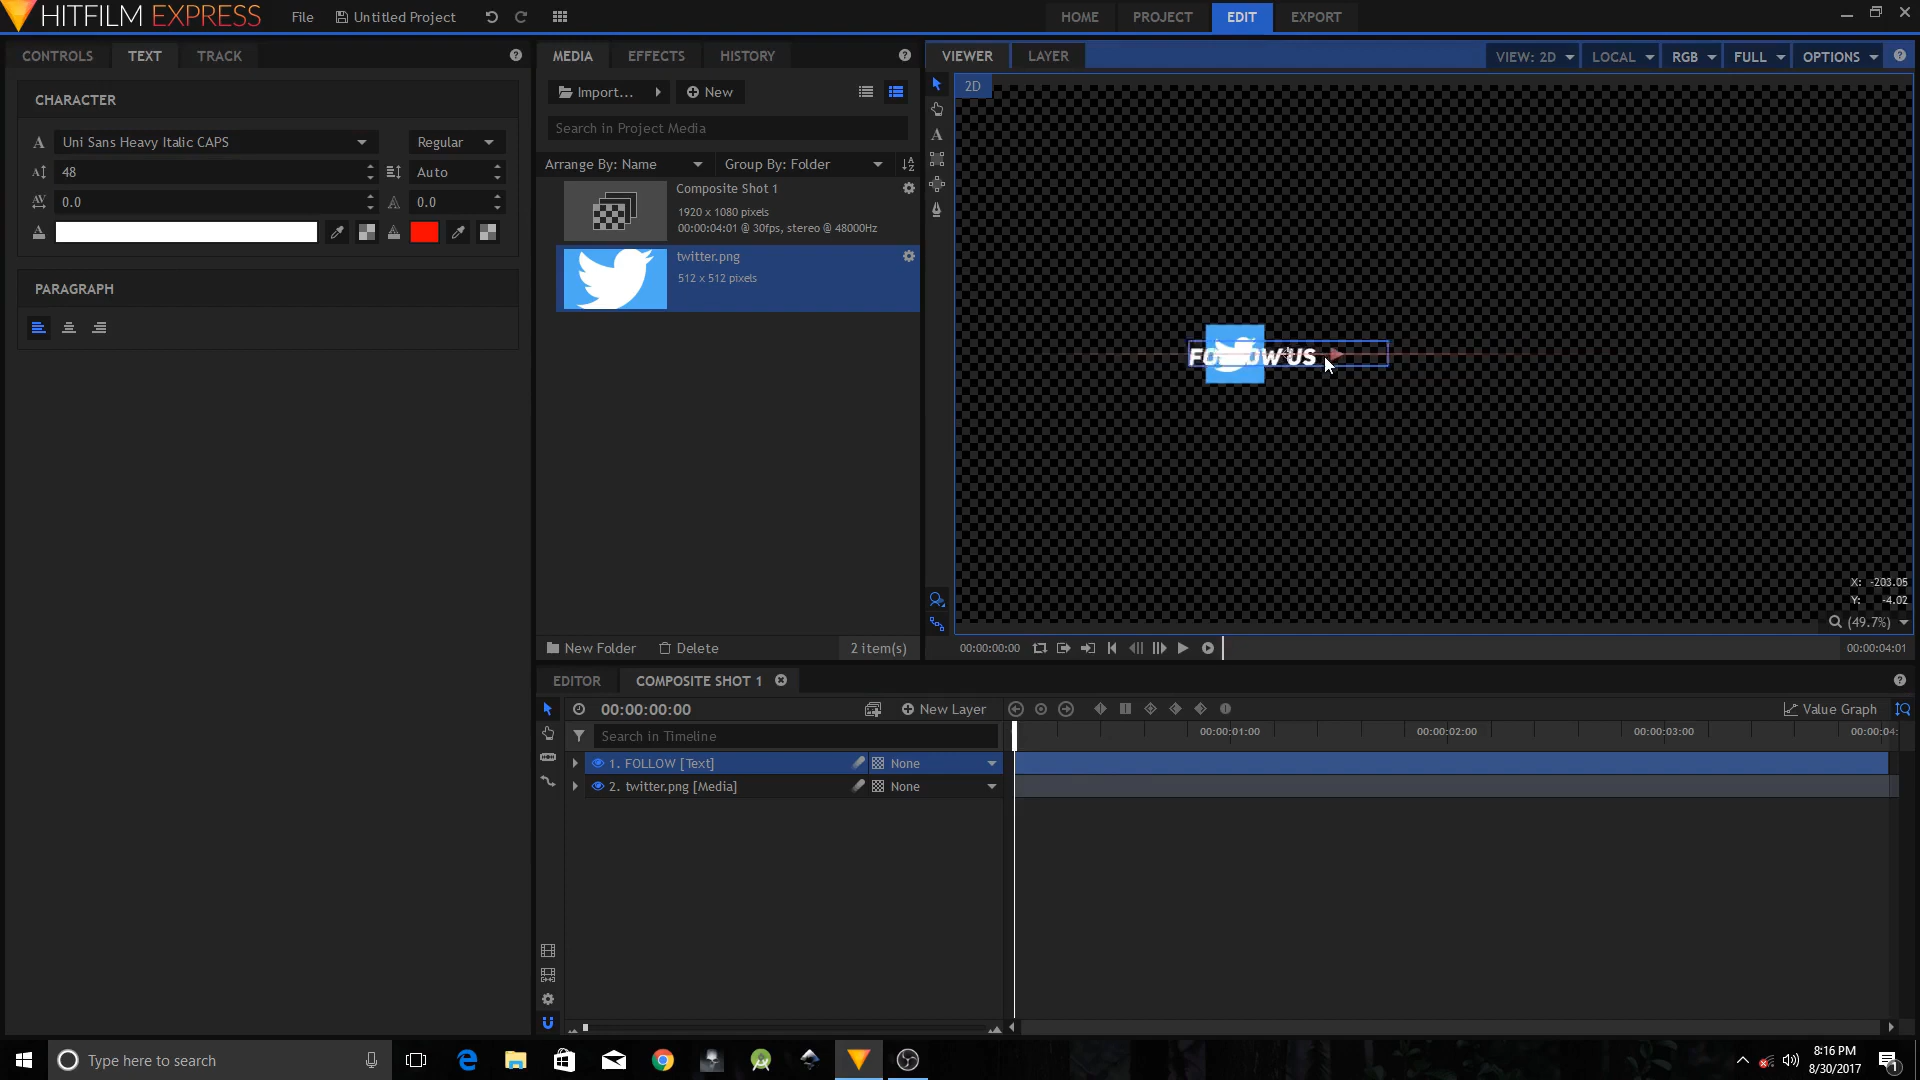 HITFILM EXPRESS
File
Untitled Project
HOME
PROJECT
EDIT
EXPORT
CONTROLS
TEXT
TRACK
CHARACTER
Uni Sans Heavy Italic CAPS
Regular
48
Auto
0.0
0.0
PARAGRAPH
MEDIA
EFFECTS
HISTORY
Import...
New
Search in Project Media
Arrange By: Name
Group By: Folder
Composite Shot 1
1920 x 1080 pixels
00:00:04:01 @ 30fps, stereo @ 48000Hz
twitter.png
512 x 512 pixels
New Folder
Delete
2 item(s)
VIEWER
LAYER
VIEW: 2D
LOCAL
RGB
FULL
OPTIONS
2D
FOLLOW US
X: -203.05
Y: -4.02
(49.7%)
00:00:00:00
00:00:04:01
EDITOR
COMPOSITE SHOT 1
00:00:00:00
New Layer
Value Graph
Search in Timeline
00:00:01:00
00:00:02:00
00:00:03:00
00:00:04:
1. FOLLOW [Text]
None
2. twitter.png [Media]
None
Type here to search
8:16 PM
8/30/2017
1